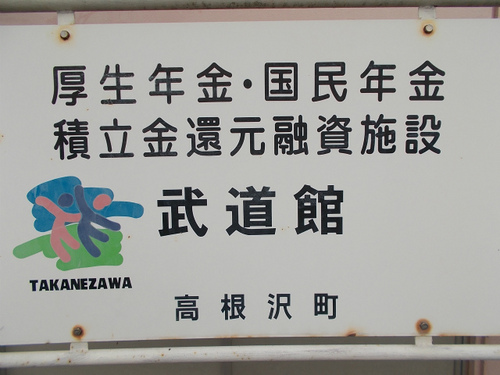 厚生年金・国民年金
積立金還元融資施設
武道館
TAKANEZAWA
高根沢町